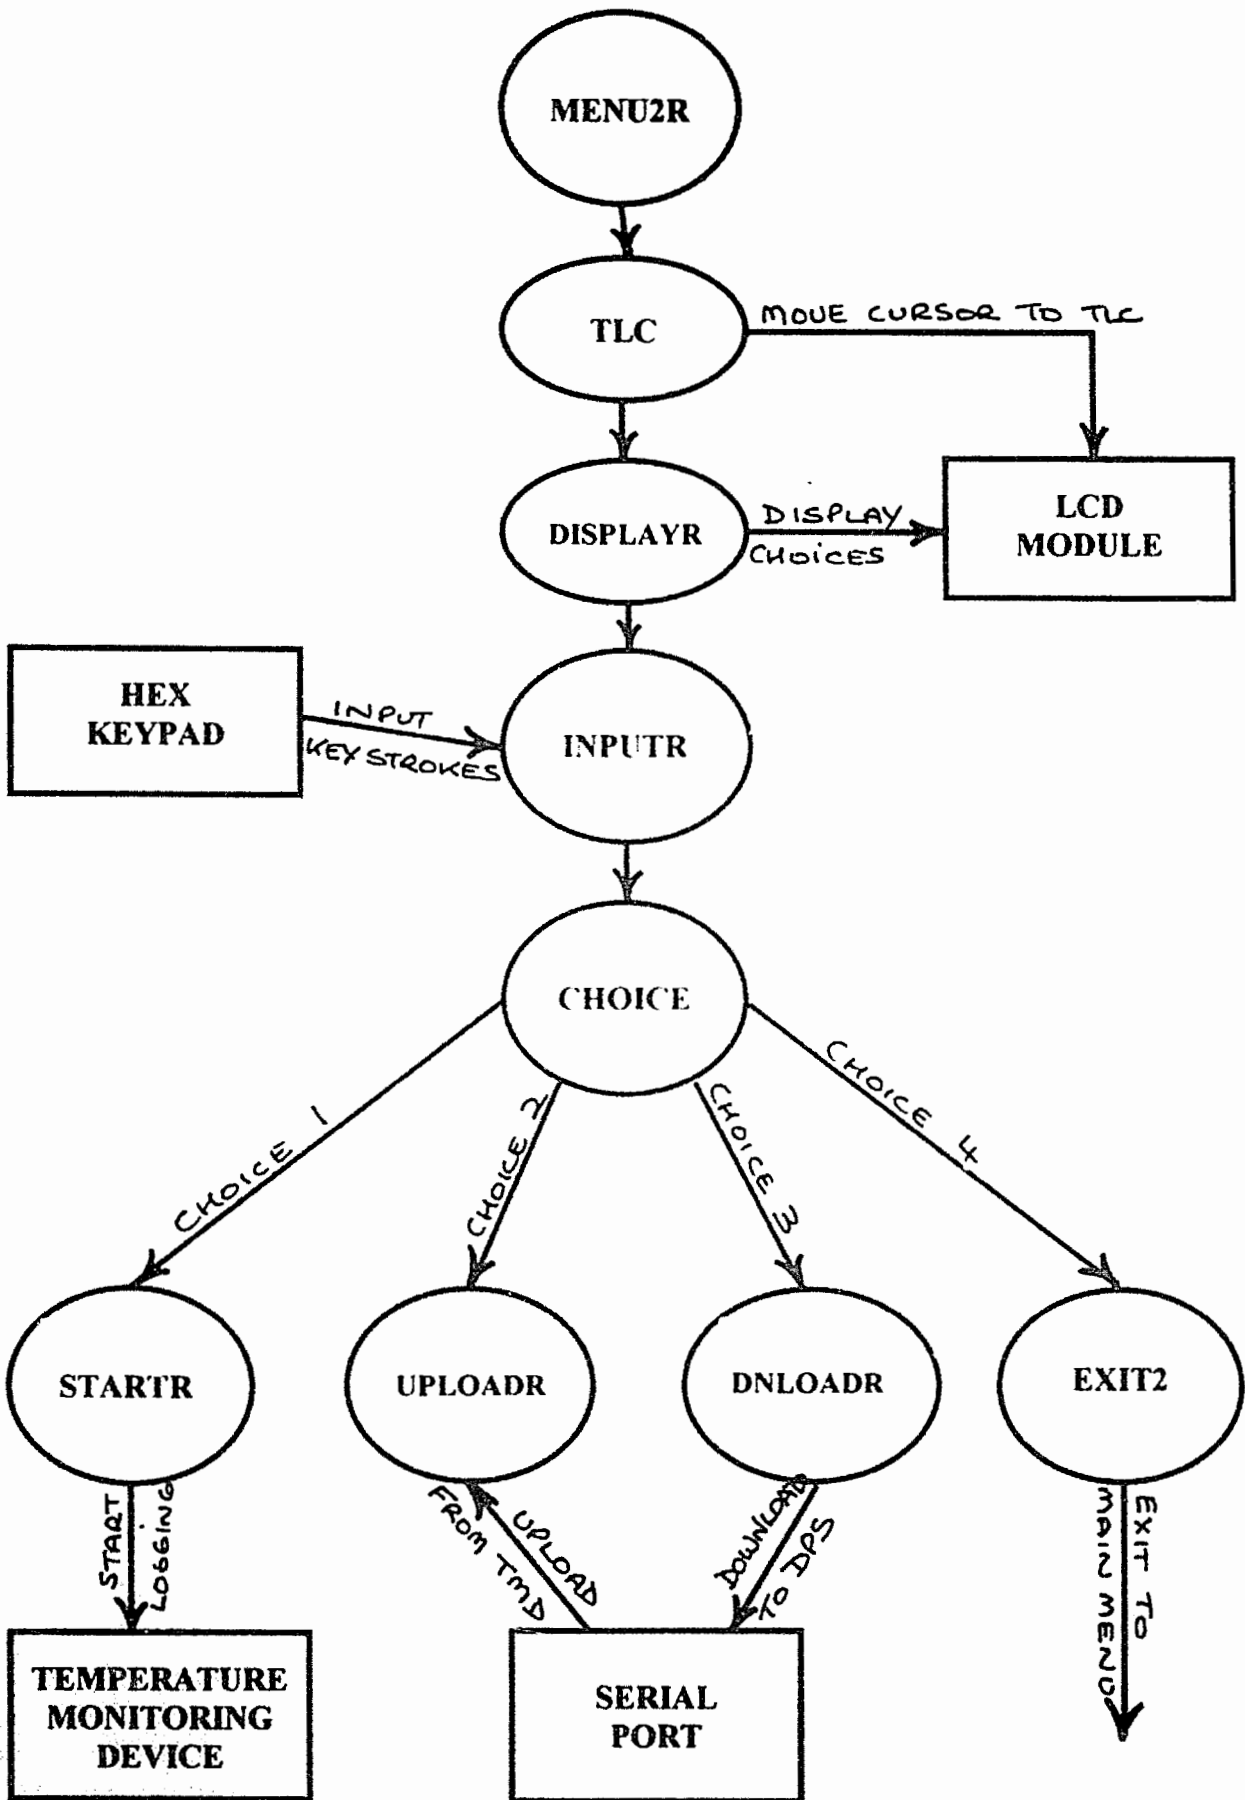 MENU2R
TLC
MOVE CURSOR TO TLC
DISPLAYR
DISPLAY
CHOICES
LCD
MODULE
HEX
KEYPAD
INPUT
KEYSTROKES
INPUTR
CHOICE
CHOICE 1
CHOICE 2
CHOICE 3
CHOICE 4
STARTR
UPLOADR
DNLOADR
EXIT2
START
LOGGING
UPLOAD
FROM TMD
DOWNLOAD
TO DPS
EXIT TO
MAIN MENU
TEMPERATURE
MONITORING
DEVICE
SERIAL
PORT